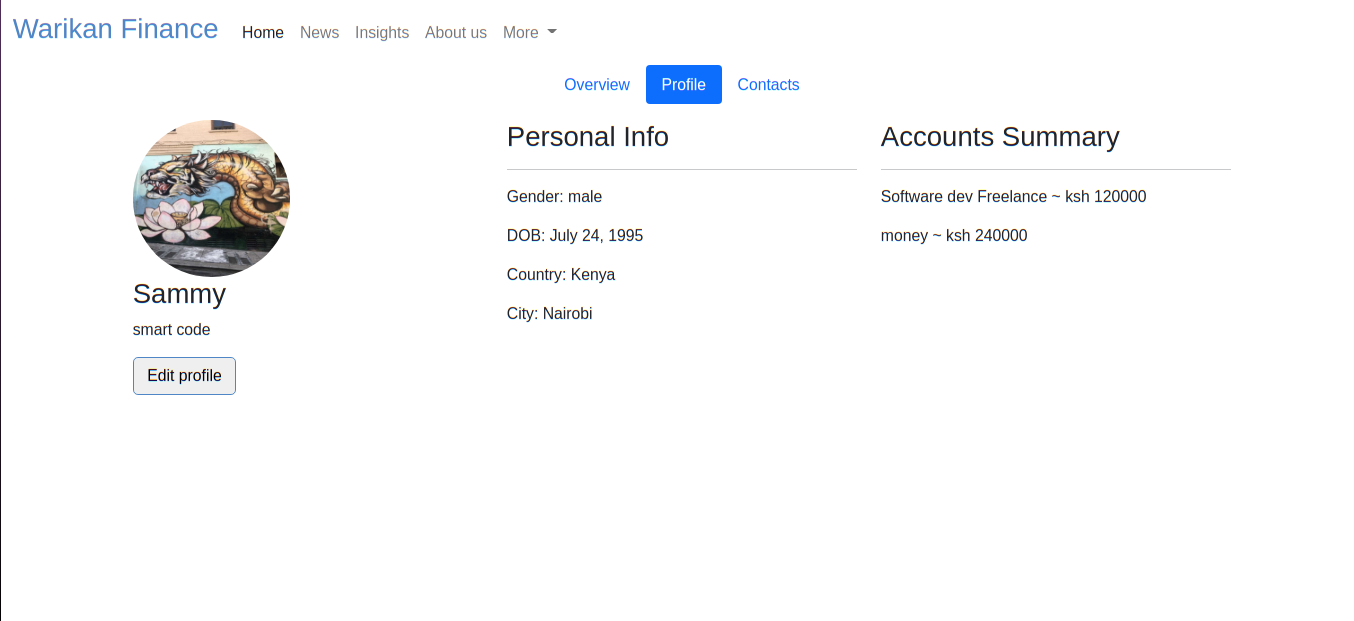 Warikan Finance Home News Insights About us More
Overview Profile Contacts
Sammy
smart code
Edit profile
Personal Info
Gender: male
DOB: July 24, 1995
Country: Kenya
City: Nairobi
Accounts Summary
Software dev Freelance ~ ksh 120000
money ~ ksh 240000